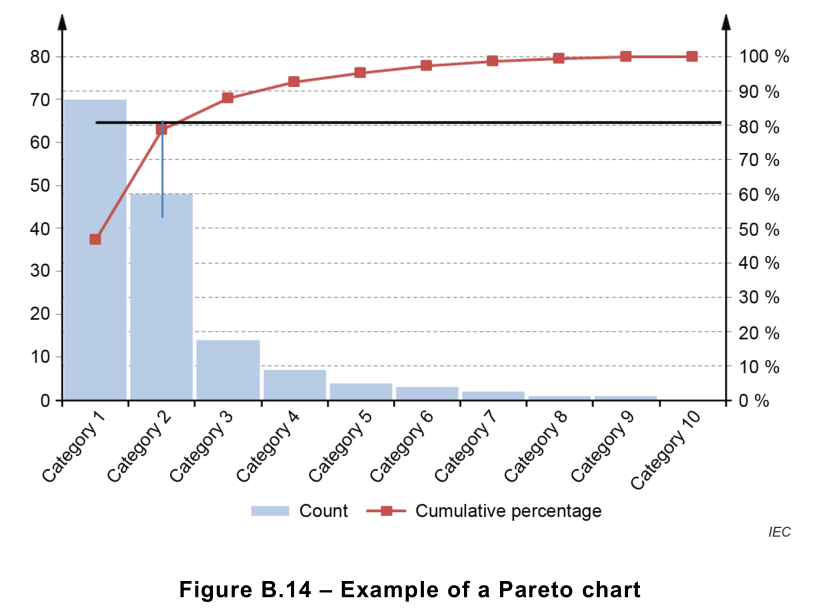 80
70
60
50
40
30
20
10
0
100 %
90 %
80 %
70 %
60 %
50 %
40 %
30 %
20 %
10 %
0 %
Category 1
Category 2
Category 3
Category 4
Category 5
Category 6
Category 7
Category 8
Category 9
Category 10
Count
Cumulative percentage
IEC
Figure B.14 – Example of a Pareto chart